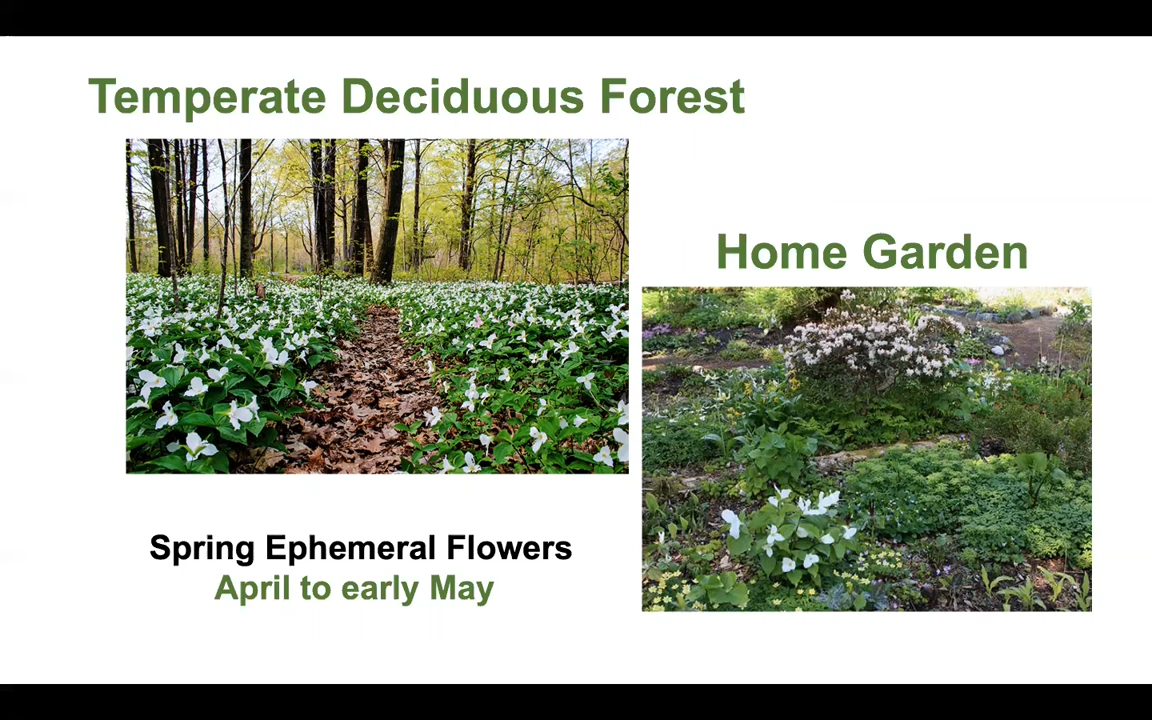 Temperate Deciduous Forest
Home Garden
Spring Ephemeral Flowers
April to early May